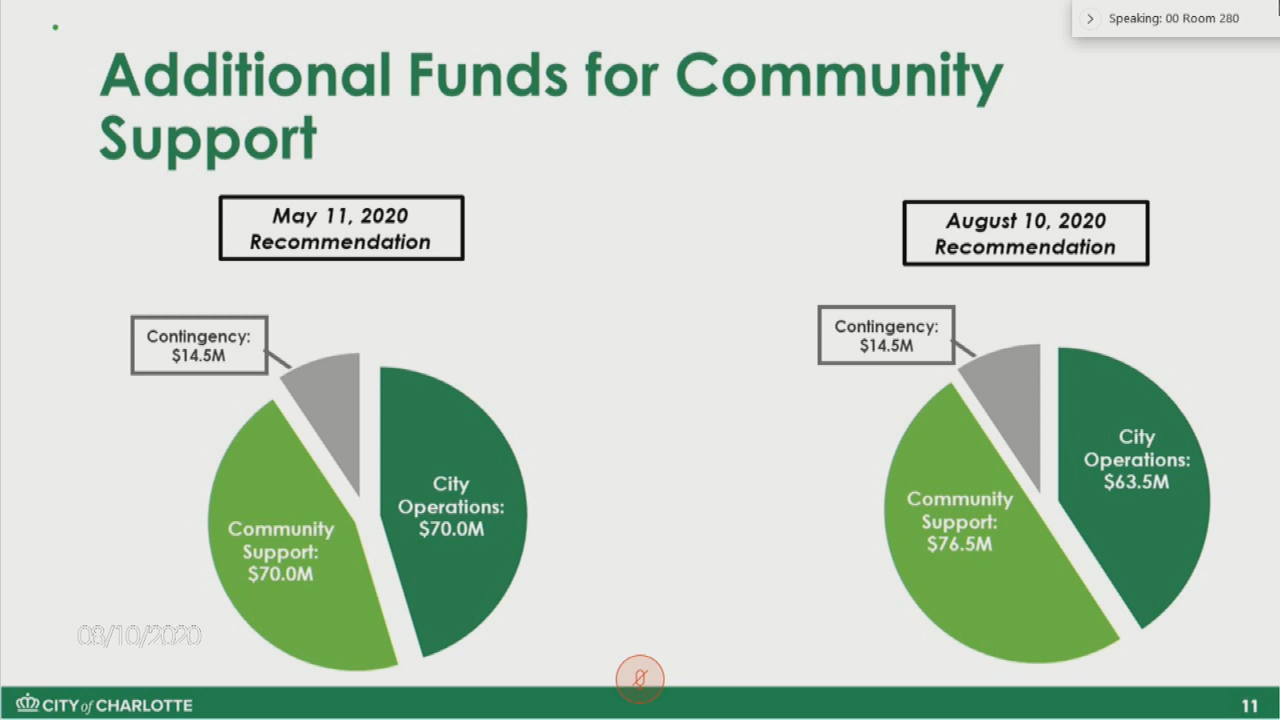 Speaking: 00 Room 280
Additional Funds for Community
Support
May 11, 2020
Recommendation
August 10, 2020
Recommendation
Contingency:
$14.5M
City
Operations:
$70.0M
Community
Support:
$70.0M
Contingency:
$14.5M
City
Operations:
$63.5M
Community
Support:
$76.5M
08/10/2020
CITY of CHARLOTTE
11